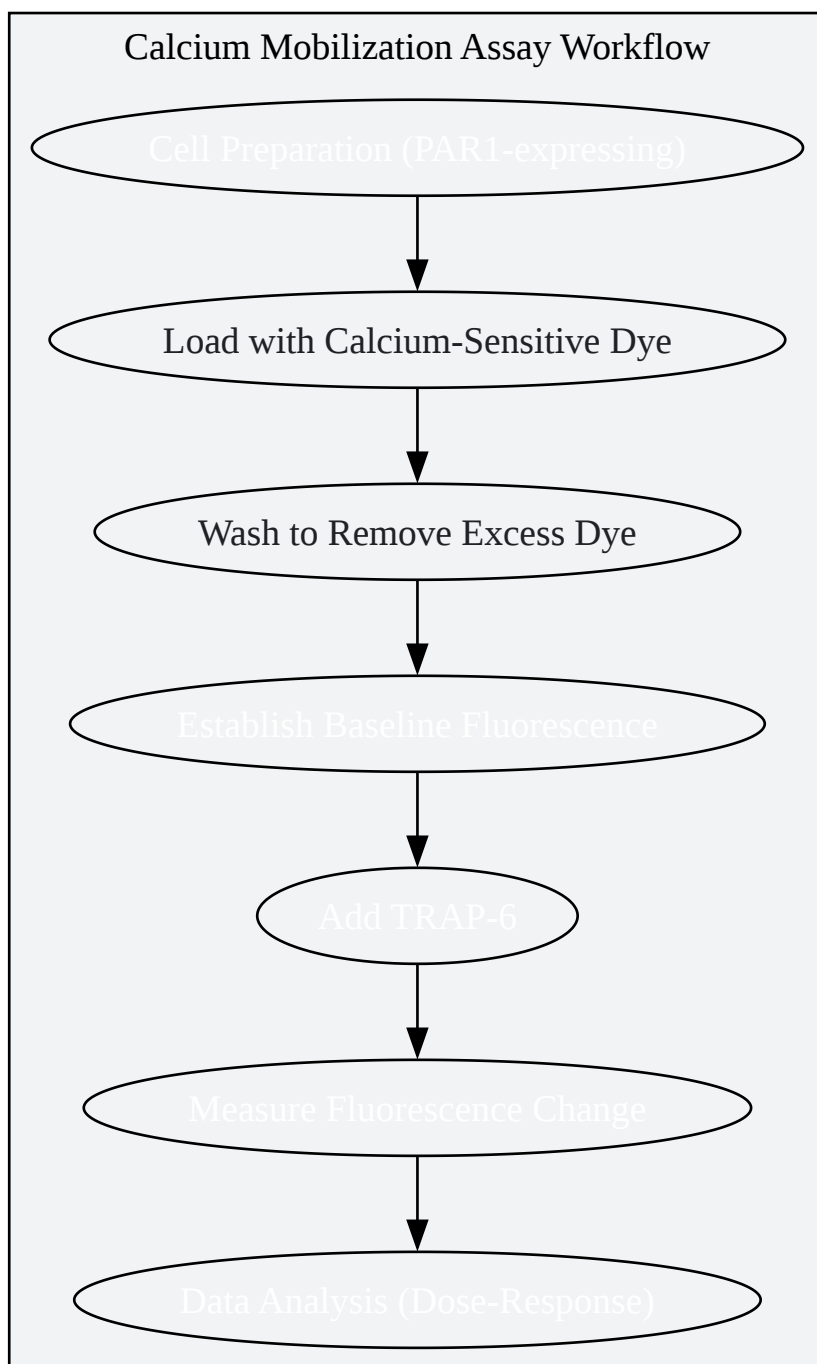 Calcium Mobilization Assay Workflow
Cell Preparation (PAR1-expressing)
Load with Calcium-Sensitive Dye
Wash to Remove Excess Dye
Establish Baseline Fluorescence
Add TRAP-6
Measure Fluorescence Change
Data Analysis (Dose-Response)